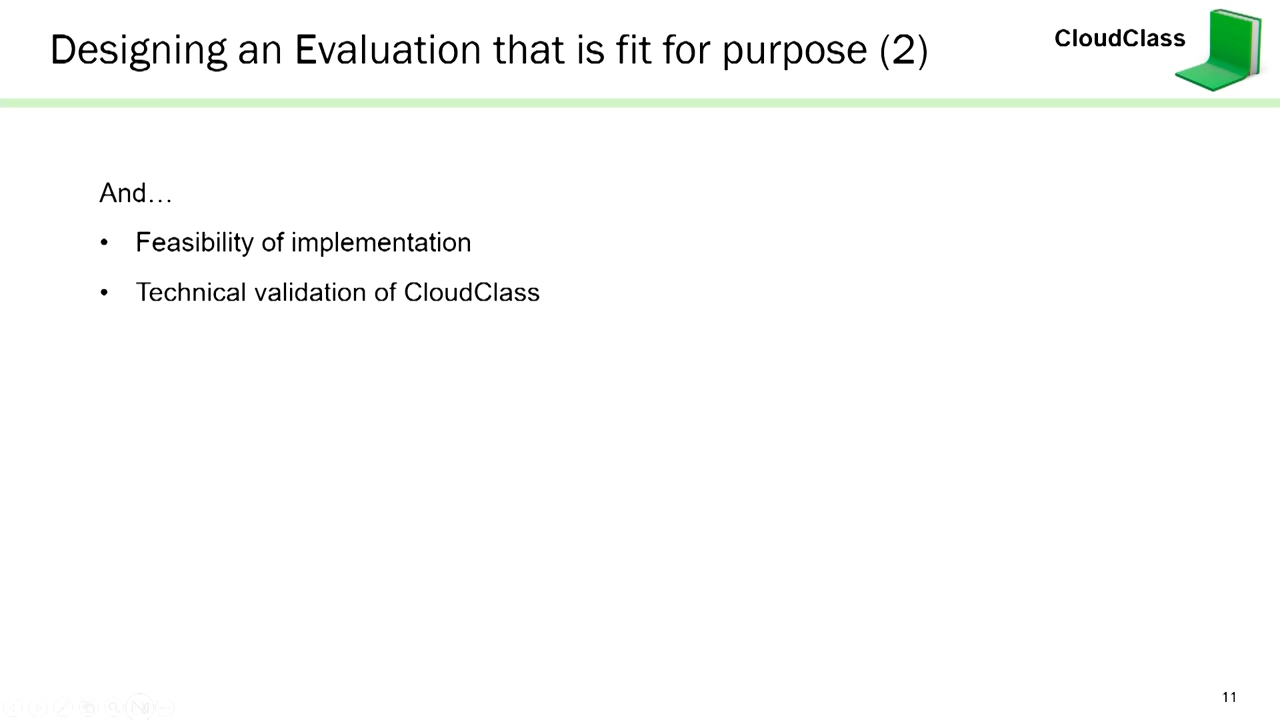 Designing an Evaluation that is fit for purpose (2)
CloudClass
And…
• Feasibility of implementation
• Technical validation of CloudClass
11